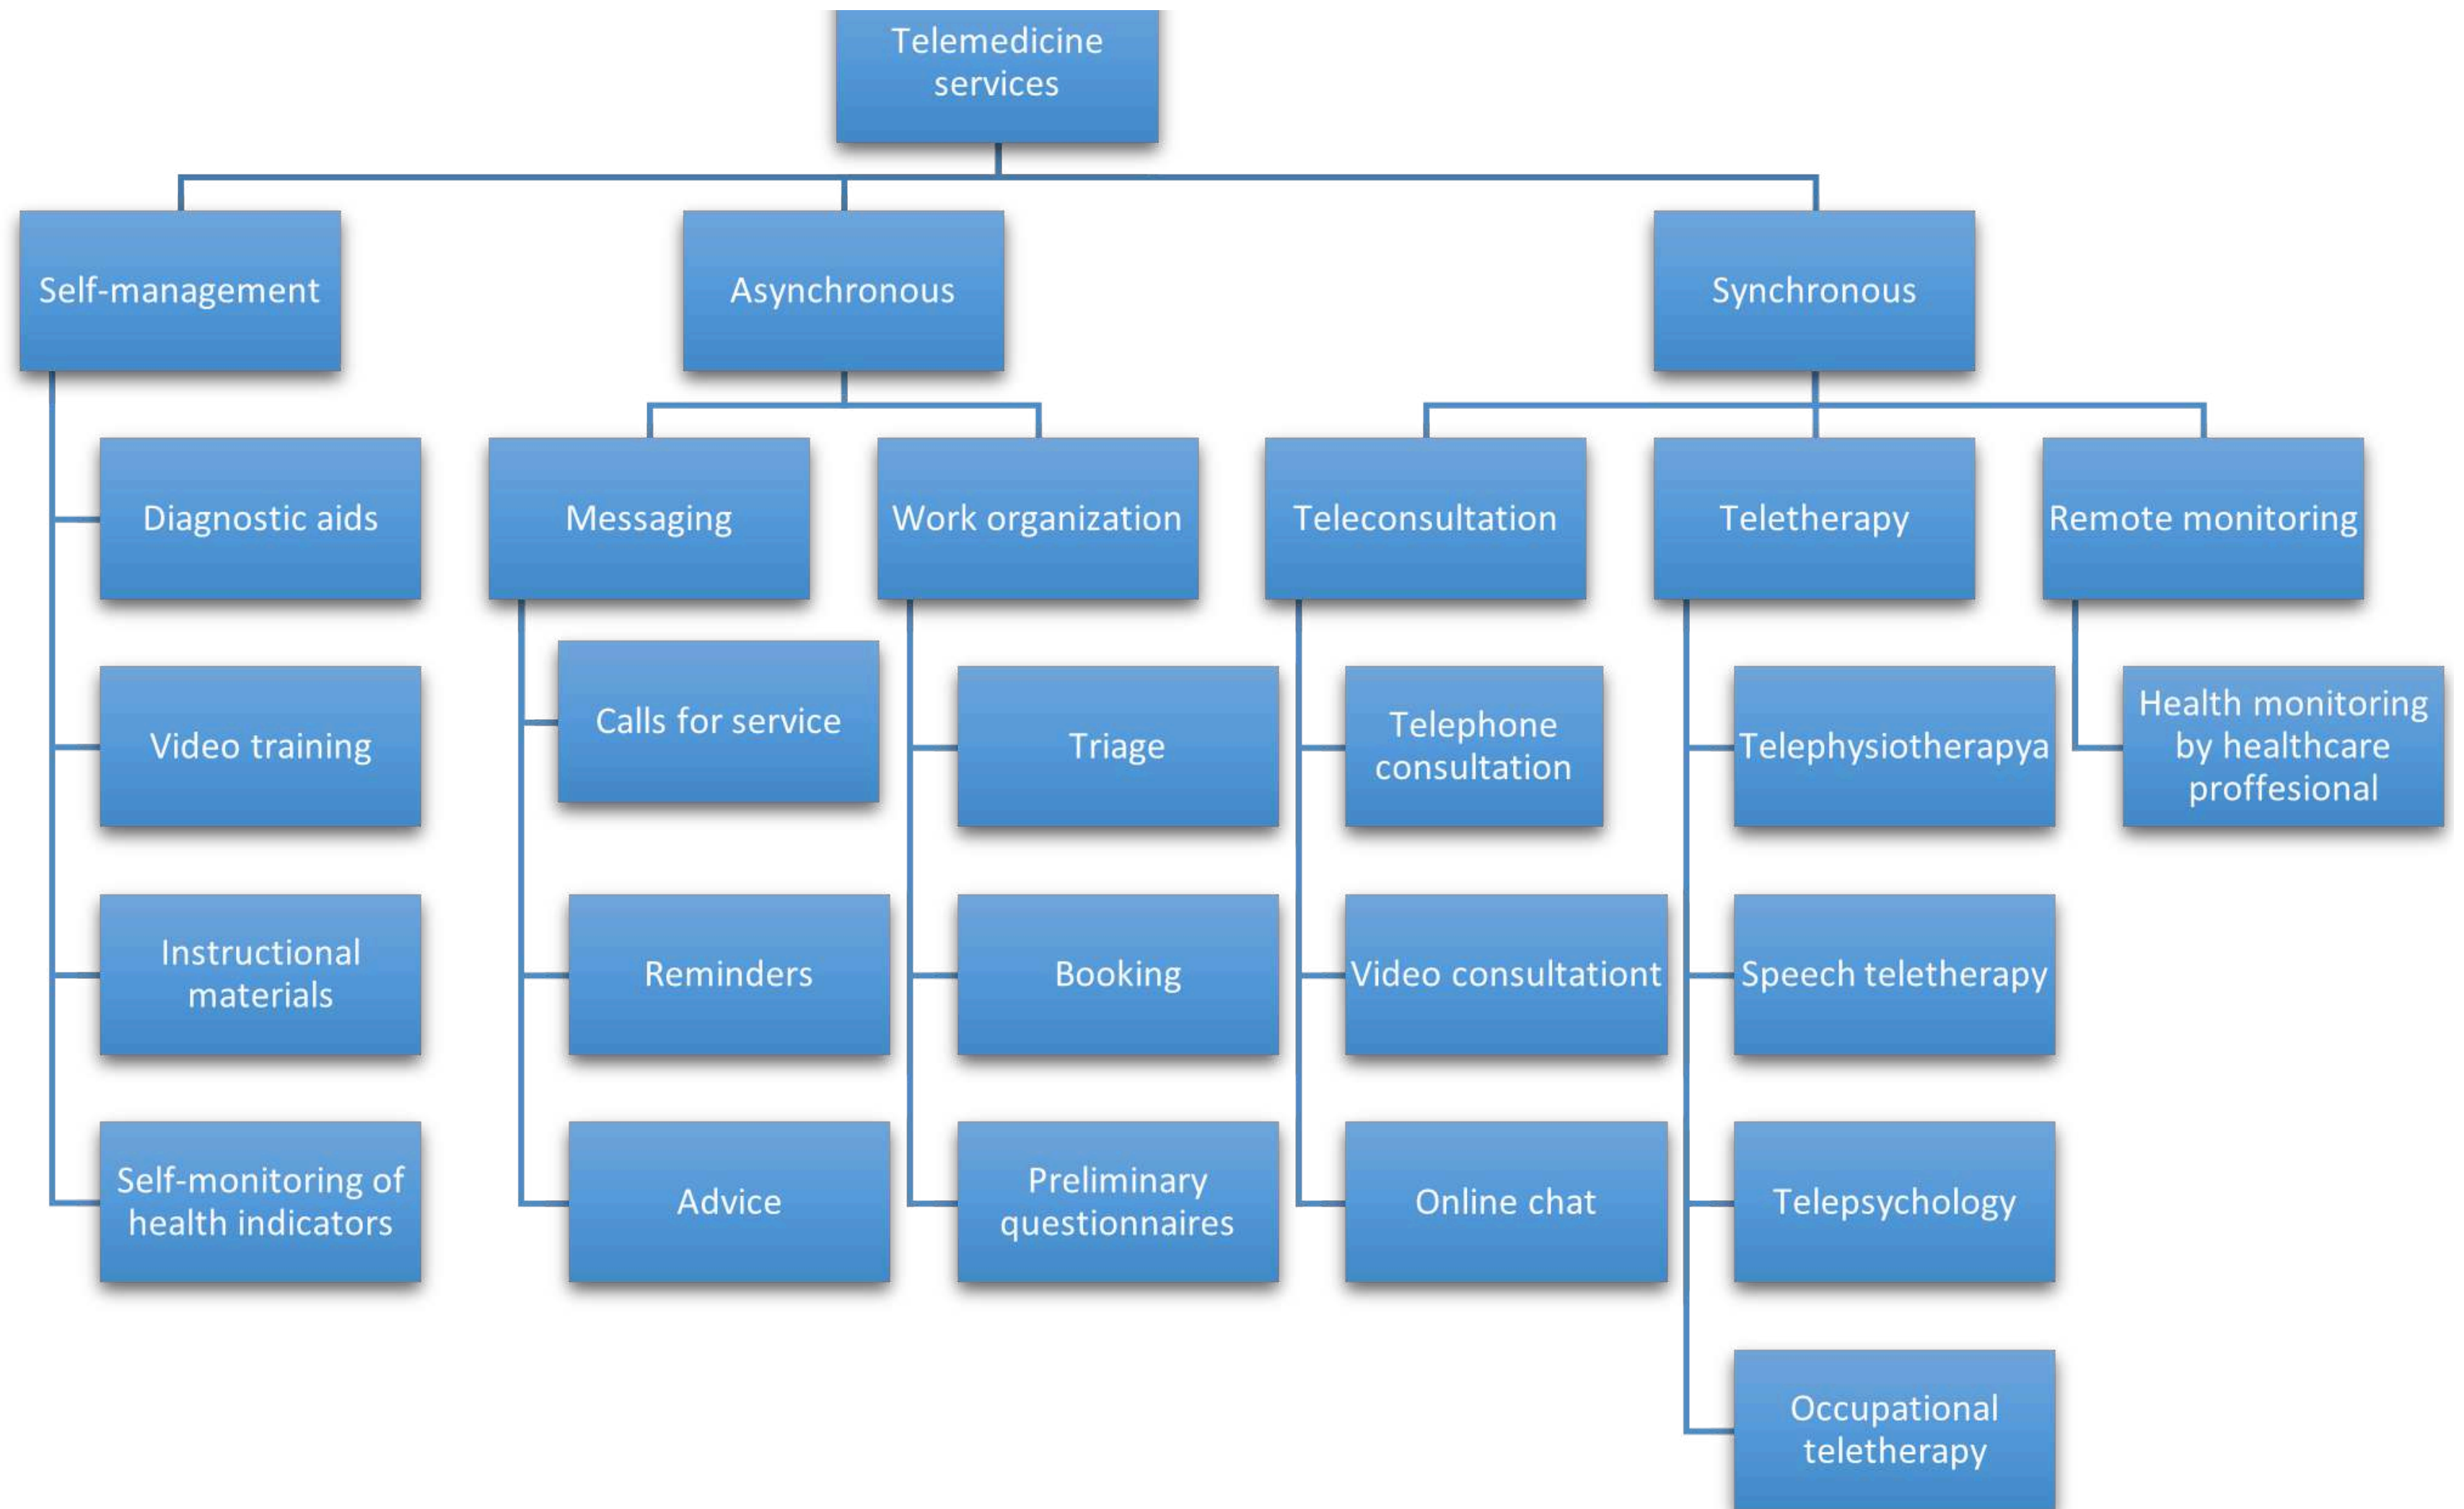 Telemedicine
services
Self-management
Asynchronous
Synchronous
Diagnostic aids
Messaging
Work organization
Teleconsultation
Teletherapy
Remote monitoring
Video training
Calls for service
Triage
Telephone
consultation
Telephysiotherapya
Health monitoring
by healthcare
proffesional
Instructional
materials
Reminders
Booking
Video consultationt
Speech teletherapy
Self-monitoring of
health indicators
Advice
Preliminary
questionnaires
Online chat
Telepsychology
Occupational
teletherapy